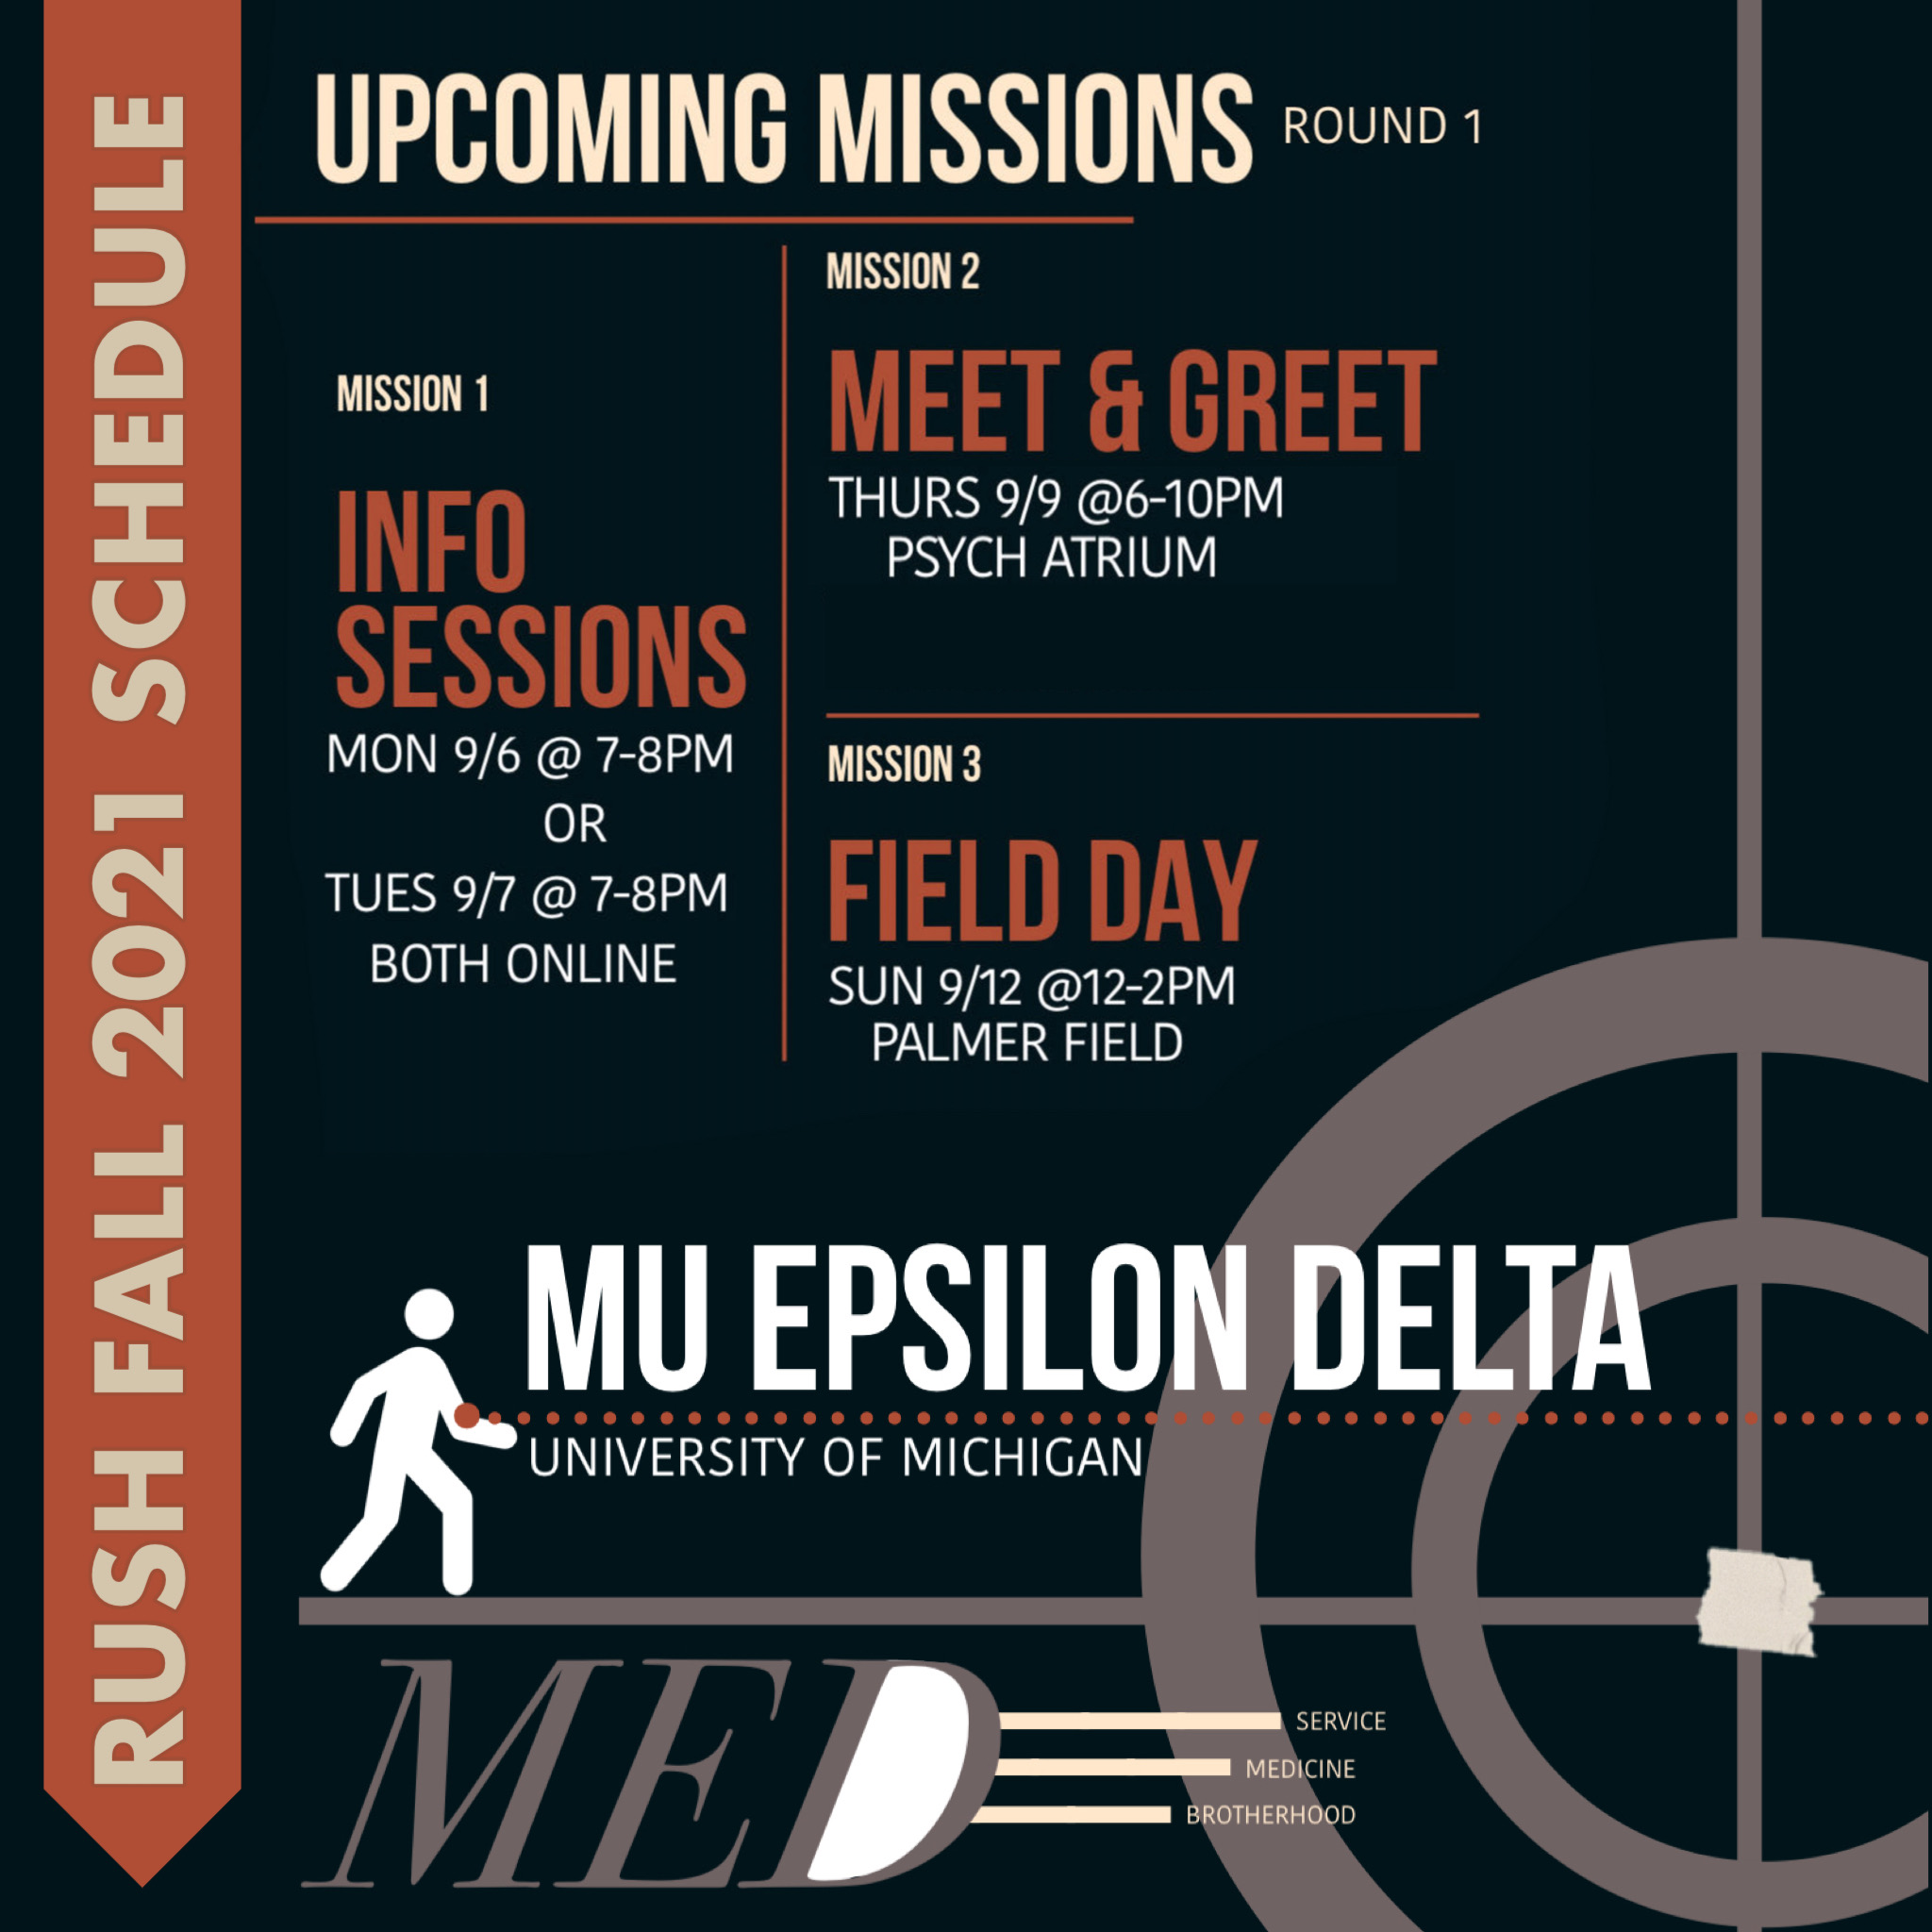 RUSH FALL 2021 SCHEDULE
UPCOMING MISSIONS ROUND 1
MISSION 1
INFO
SESSIONS
MON 9/6 @ 7-8PM
OR
TUES 9/7 @ 7-8PM
BOTH ONLINE
MISSION 2
MEET & GREET
THURS 9/9 @6-10PM
PSYCH ATRIUM
MISSION 3
FIELD DAY
SUN 9/12 @12-2PM
PALMER FIELD
MU EPSILON DELTA
UNIVERSITY OF MICHIGAN
MED
SERVICE
MEDICINE
BROTHERHOOD